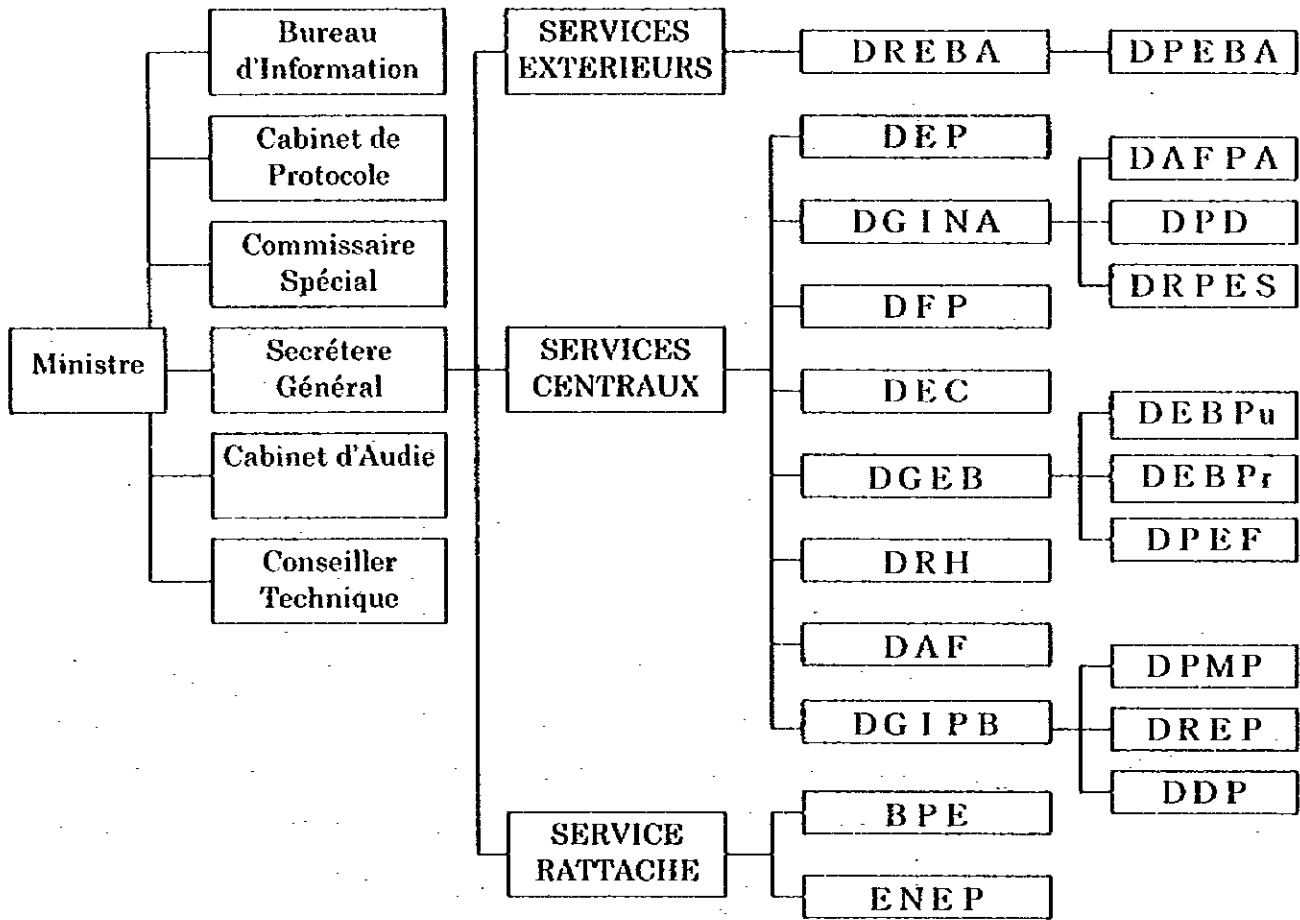 Ministre
Bureau
d'Information
Cabinet de
Protocole
Commissaire
Spécial
Secrétere
Général
Cabinet d'Audie
Conseiller
Technique
SERVICES
EXTERIEURS
SERVICES
CENTRAUX
SERVICE
RATTACHE
DREBA
DPEBA
DEP
DGINA
DAFPA
DPD
DRPES
DFP
DEC
DGEB
DEBPu
DEBPr
DPEF
DRH
DAF
DGIPB
DPMP
DREP
DDP
BPE
ENEP